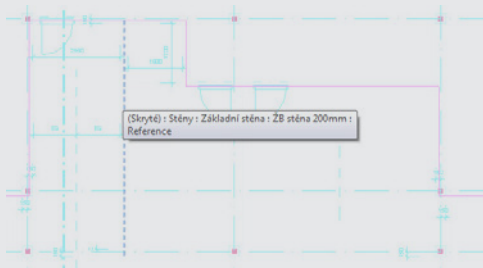 (Skryté) : Stěny : Základní stěna : ŽB stěna 200mm :
Reference